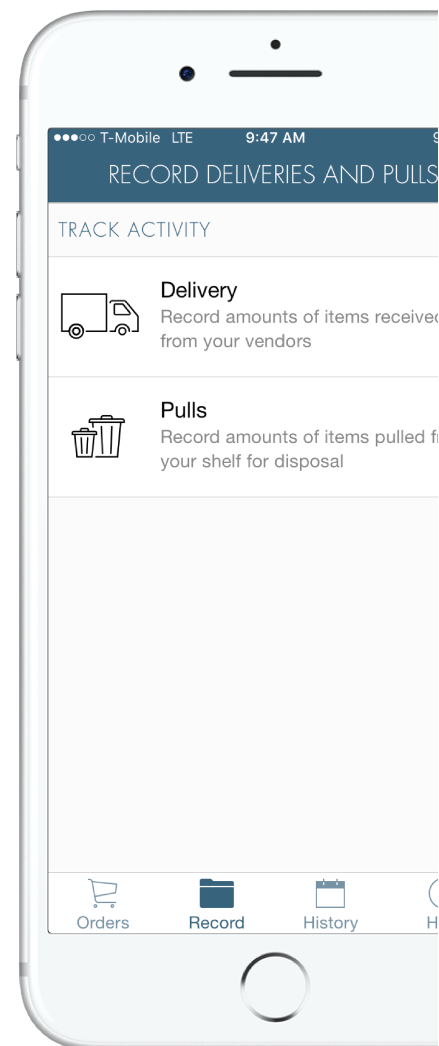 T-Mobile LTE 9:47 AM
RECORD DELIVERIES AND PULLS
TRACK ACTIVITY
Delivery
Record amounts of items received
from your vendors
Pulls
Record amounts of items pulled
your shelf for disposal
Orders Record History